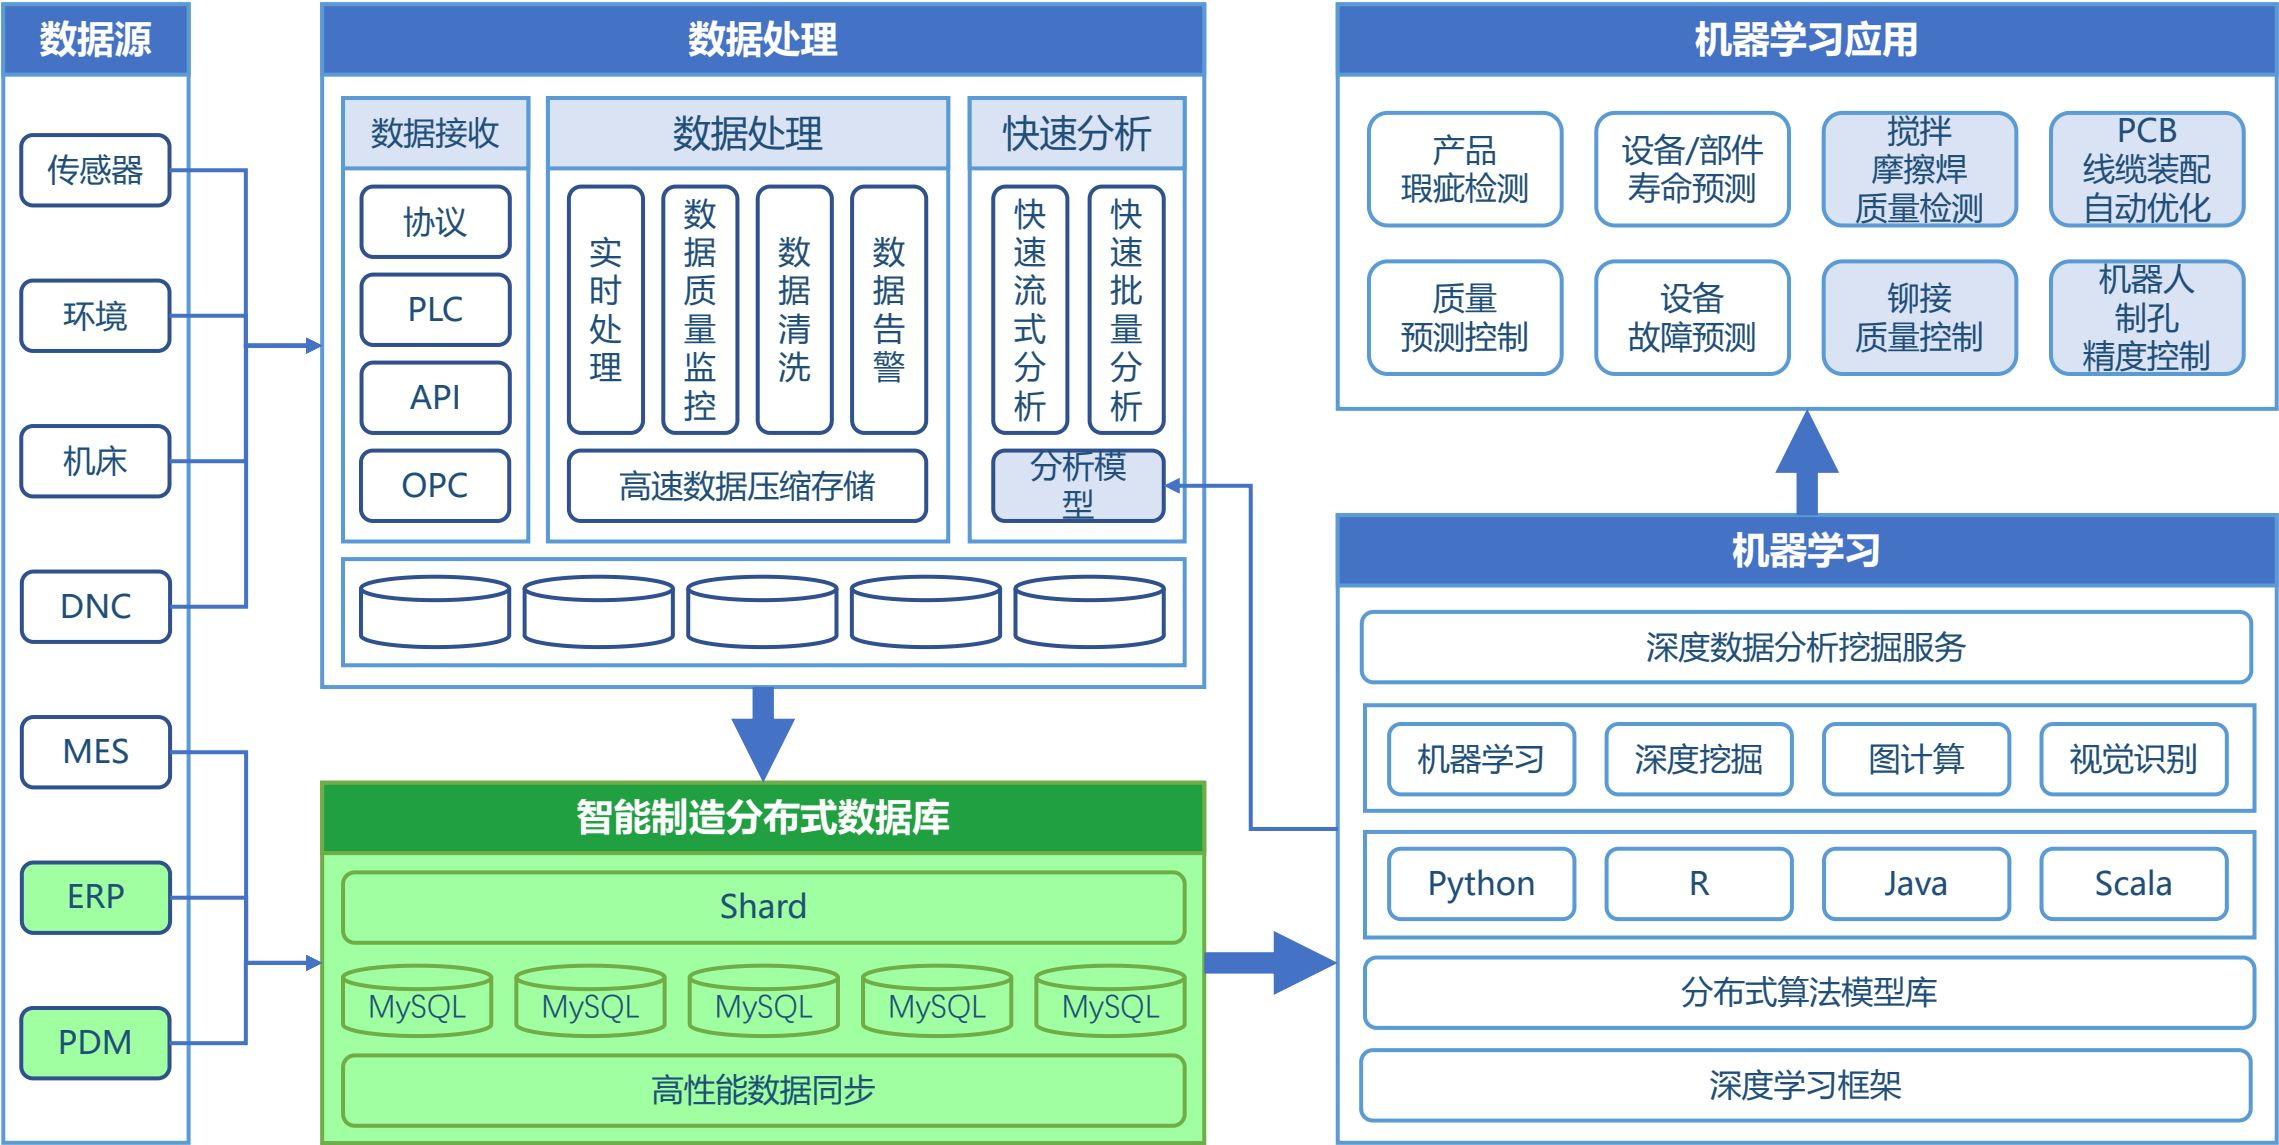 数据源
传感器
环境
机床
DNC
MES
ERP
PDM
数据处理
数据接收
协议
PLC
API
OPC
数据处理
实时处理
数据质量监控
数据清洗
数据告警
高速数据压缩存储
快速分析
快速流式分析
快速批量分析
分析模
型
智能制造分布式数据库
Shard
MySQL
MySQL
MySQL
MySQL
MySQL
高性能数据同步
机器学习应用
产品
瑕疵检测
设备/部件
寿命预测
搅拌
摩擦焊
质量检测
PCB
线缆装配
自动优化
质量
预测控制
设备
故障预测
铆接
质量控制
机器人
制孔
精度控制
机器学习
深度数据分析挖掘服务
机器学习
深度挖掘
图计算
视觉识别
Python
R
Java
Scala
分布式算法模型库
深度学习框架